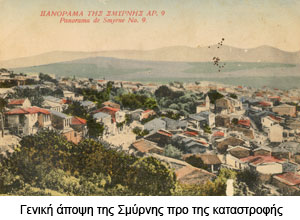 ΠΑΝΟΡΑΜΑ ΤΗΣ ΣΜΥΡΝΗΣ ΑΡ. 9
Panorama de Smyrne No. 9.
Γενική άποψη της Σμύρνης προ της καταστροφής